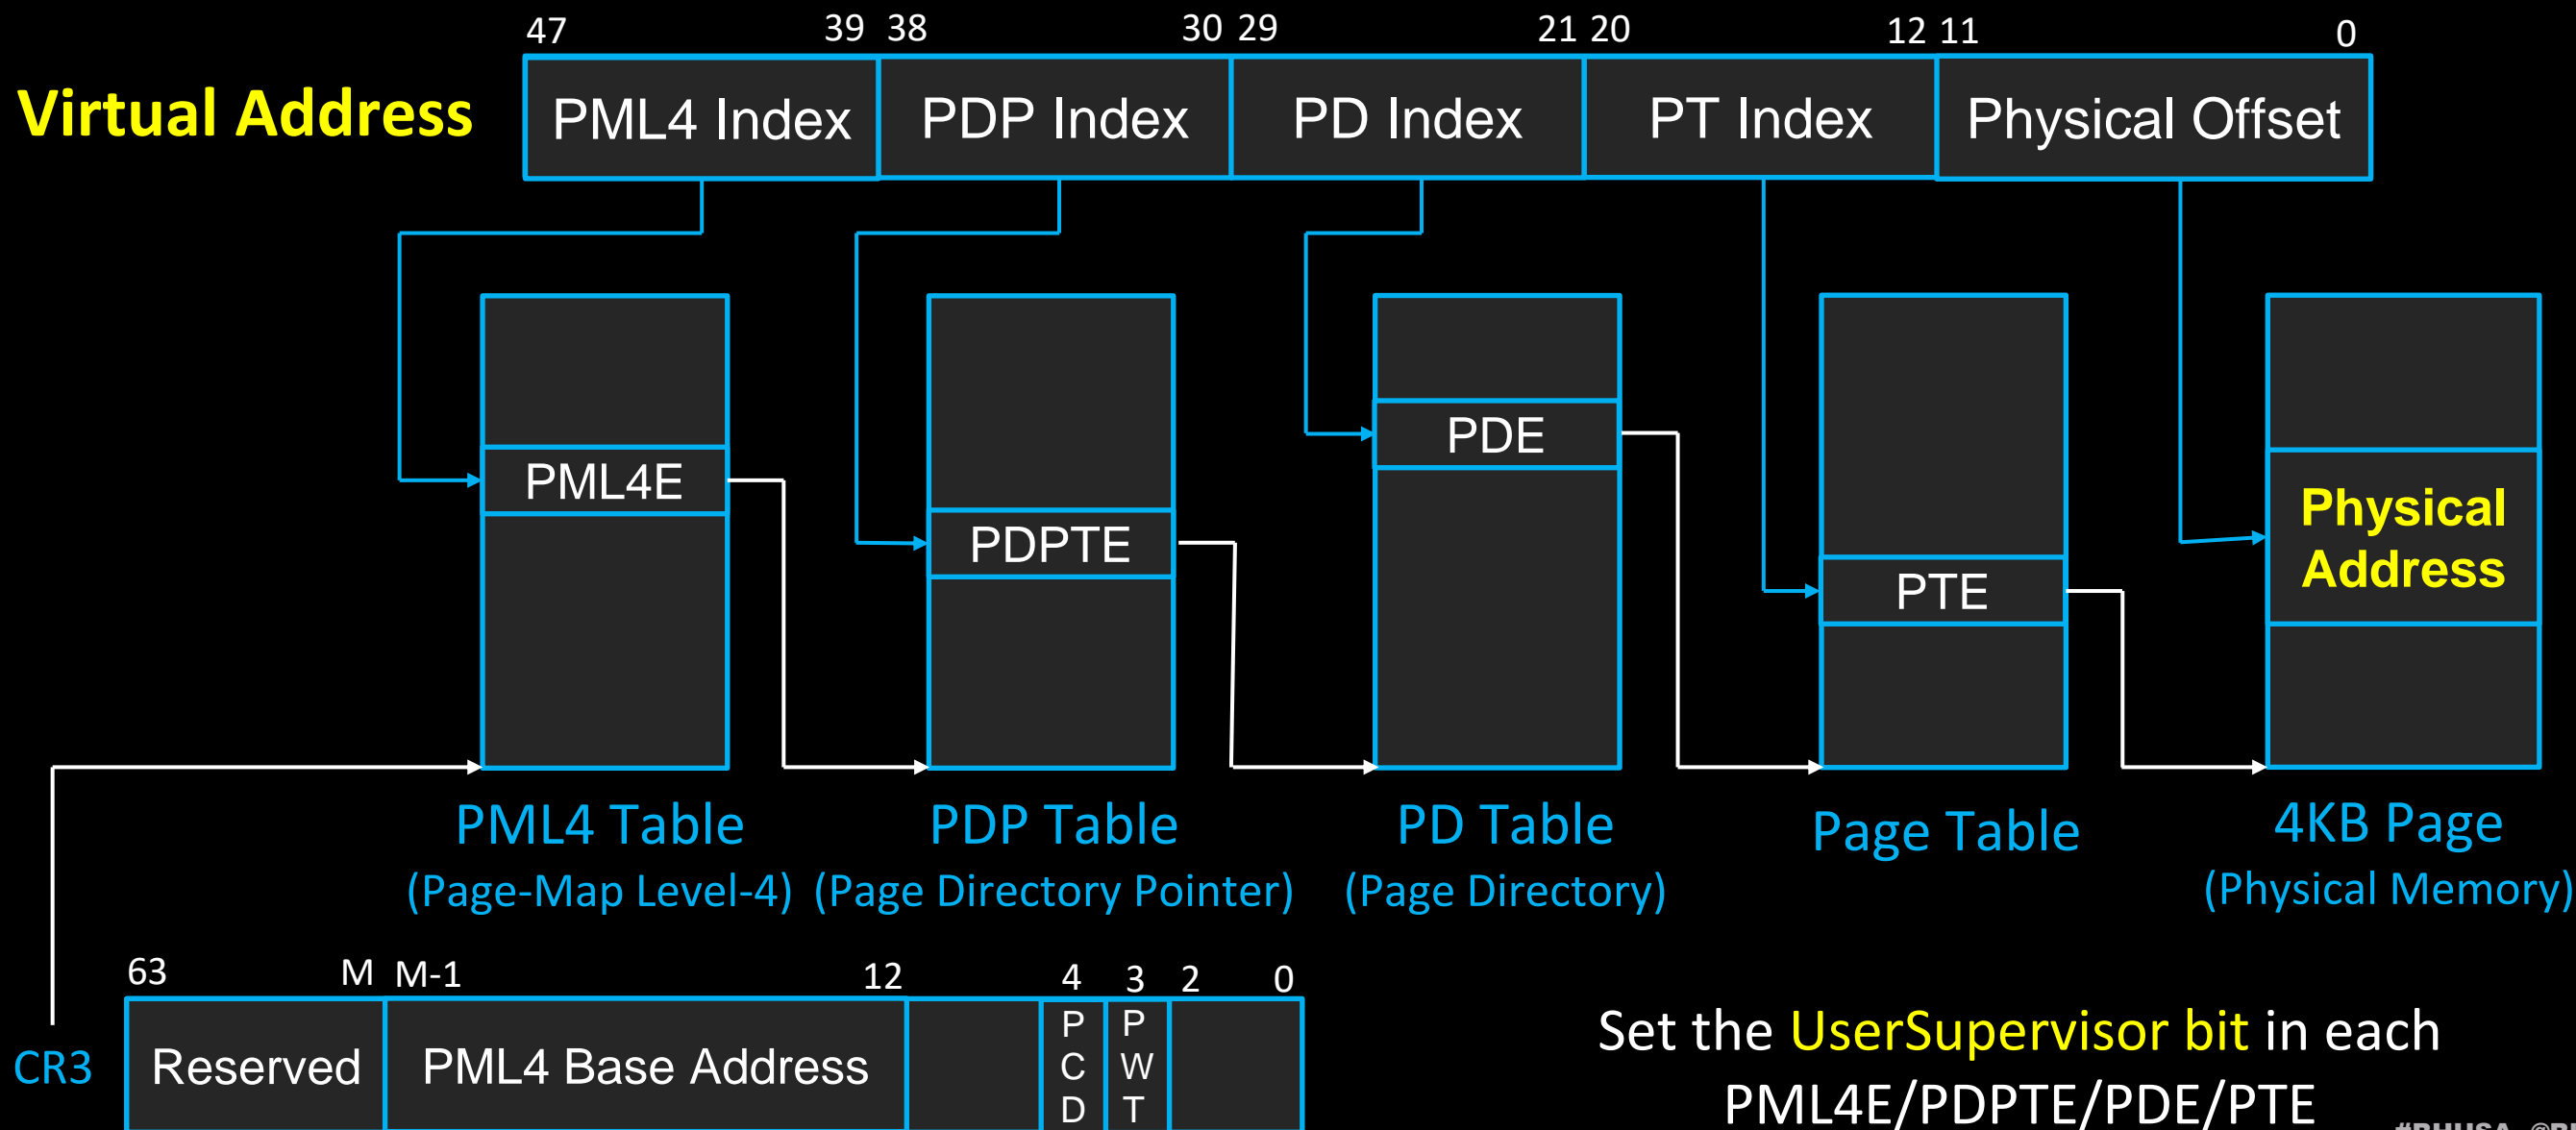 47 39 38 30 29 21 20 12 11 0
Virtual Address
PML4 Index PDP Index PD Index PT Index Physical Offset
PML4E
PDPTE
PDE
PTE
Physical
Address
PML4 Table
(Page-Map Level-4)
PDP Table
(Page Directory Pointer)
PD Table
(Page Directory)
Page Table
4KB Page
(Physical Memory)
63 M M-1 12 4 3 2 0
CR3
Reserved
PML4 Base Address
PCD
PWT
Set the UserSupervisor bit in each
PML4E/PDPTE/PDE/PTE